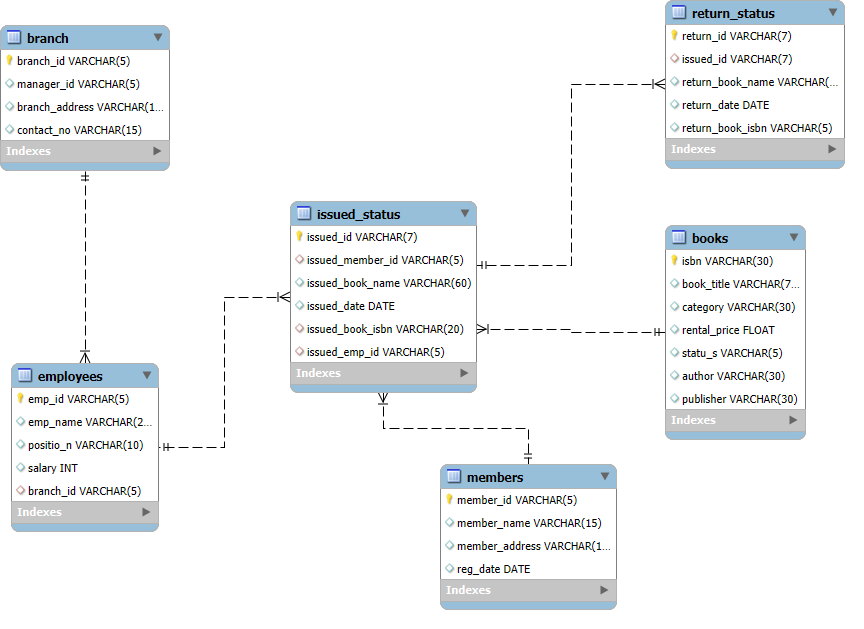 branch
branch_id VARCHAR(5)
manager_id VARCHAR(5)
branch_address VARCHAR(1...
contact_no VARCHAR(15)
Indexes
employees
emp_id VARCHAR(5)
emp_name VARCHAR(2...
positio_n VARCHAR(10)
salary INT
branch_id VARCHAR(5)
Indexes
issued_status
issued_id VARCHAR(7)
issued_member_id VARCHAR(5)
issued_book_name VARCHAR(60)
issued_date DATE
issued_book_isbn VARCHAR(20)
issued_emp_id VARCHAR(5)
Indexes
members
member_id VARCHAR(5)
member_name VARCHAR(15)
member_address VARCHAR(1...
reg_date DATE
Indexes
return_status
return_id VARCHAR(7)
issued_id VARCHAR(7)
return_book_name VARCHAR(...
return_date DATE
return_book_isbn VARCHAR(5)
Indexes
books
isbn VARCHAR(30)
book_title VARCHAR(7...
category VARCHAR(30)
rental_price FLOAT
statu_s VARCHAR(5)
author VARCHAR(30)
publisher VARCHAR(30)
Indexes